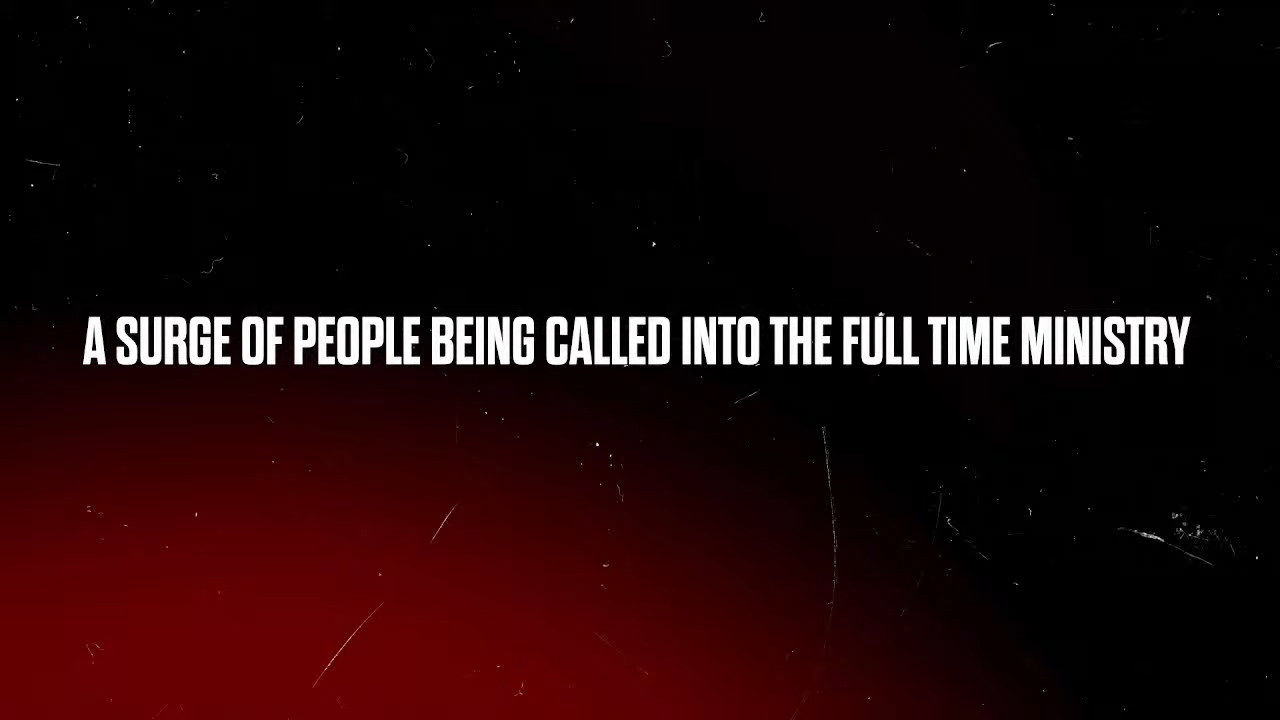 A SURGE OF PEOPLE BEING CALLED INTO THE FULL TIME MINISTRY